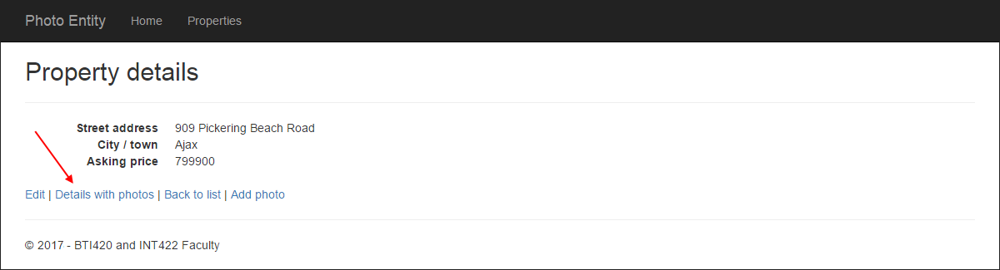 Photo Entity Home Properties
Property details
Street address 909 Pickering Beach Road
City / town Ajax
Asking price 799900
Edit | Details with photos | Back to list | Add photo
© 2017 - BTI420 and INT422 Faculty